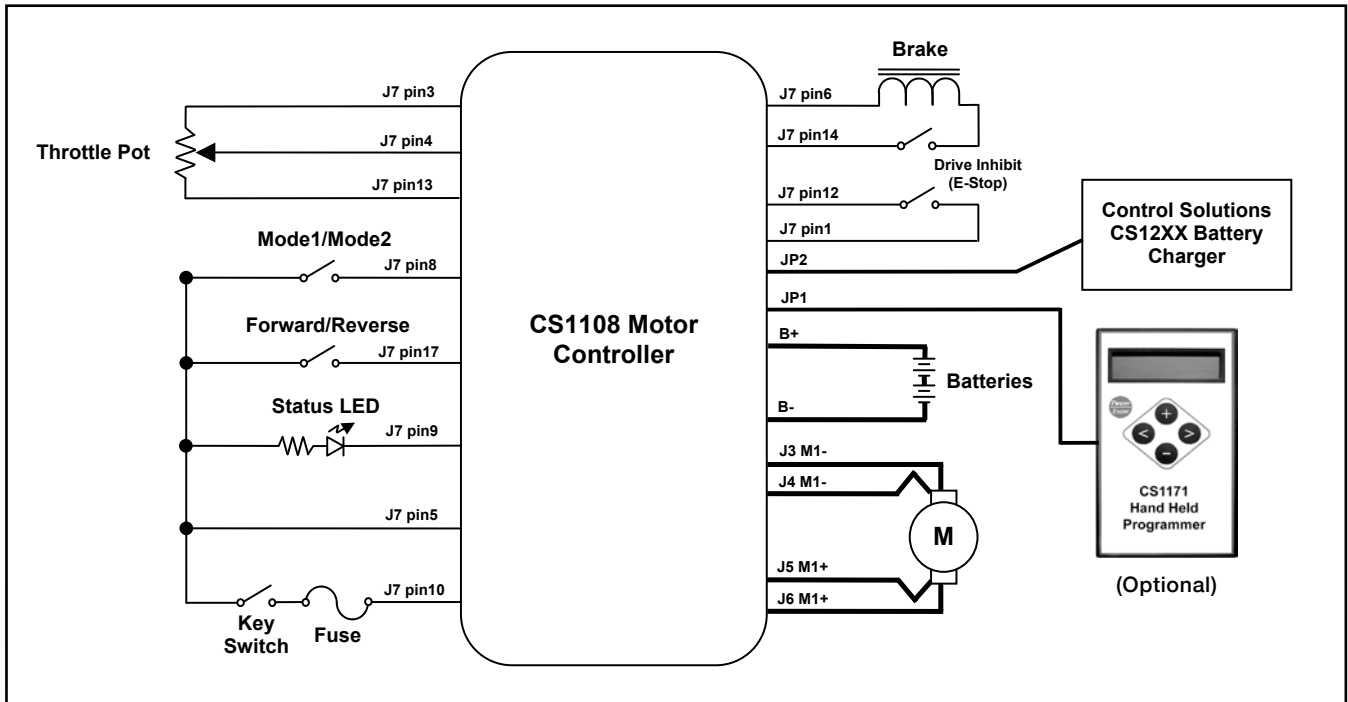 Brake
J7 pin3
J7 pin6
J7 pin4
J7 pin14
Throttle Pot
Drive Inhibit
(E-Stop)
J7 pin13
J7 pin12
Control Solutions
CS12XX Battery
Charger
Mode1/Mode2
J7 pin8
J7 pin1
JP2
JP1
CS1108 Motor
Controller
Forward/Reverse
J7 pin17
B+
Batteries
Status LED
J7 pin9
B-
J3 M1-
J4 M1-
+
<
>
-
CS1171
Hand Held
Programmer
J7 pin5
M
J5 M1+
J6 M1+
(Optional)
J7 pin10
Key
Switch
Fuse